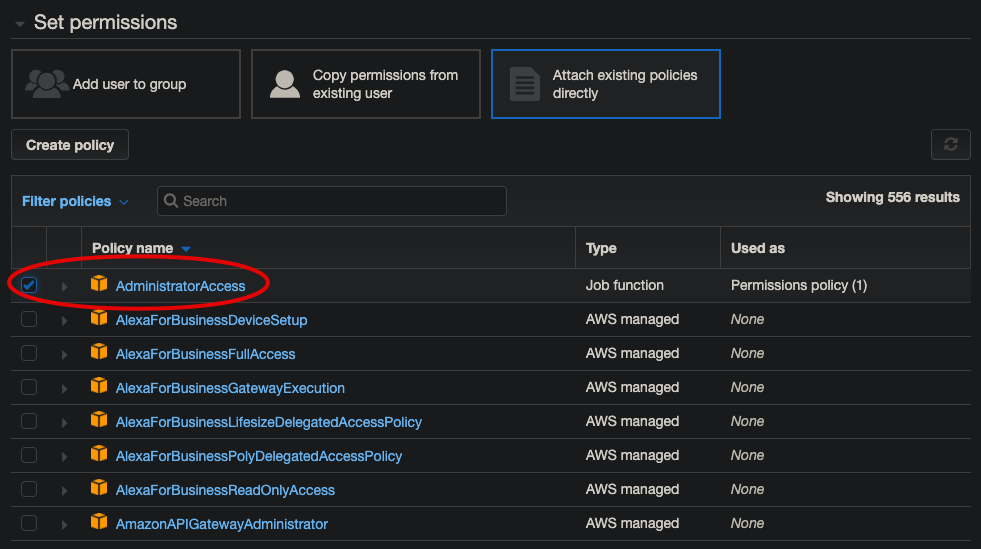 Set permissions
Add user to group
Copy permissions from
existing user
Attach existing policies
directly
Create policy
Filter policies
Search
Showing 556 results
Policy name Type Used as
AdministratorAccess Job function Permissions policy (1)
AlexaForBusinessDeviceSetup AWS managed None
AlexaForBusinessFullAccess AWS managed None
AlexaForBusinessGatewayExecution AWS managed None
AlexaForBusinessLifesizeDelegatedAccessPolicy AWS managed None
AlexaForBusinessPolyDelegatedAccessPolicy AWS managed None
AlexaForBusinessReadOnlyAccess AWS managed None
AmazonAPIGatewayAdministrator AWS managed None